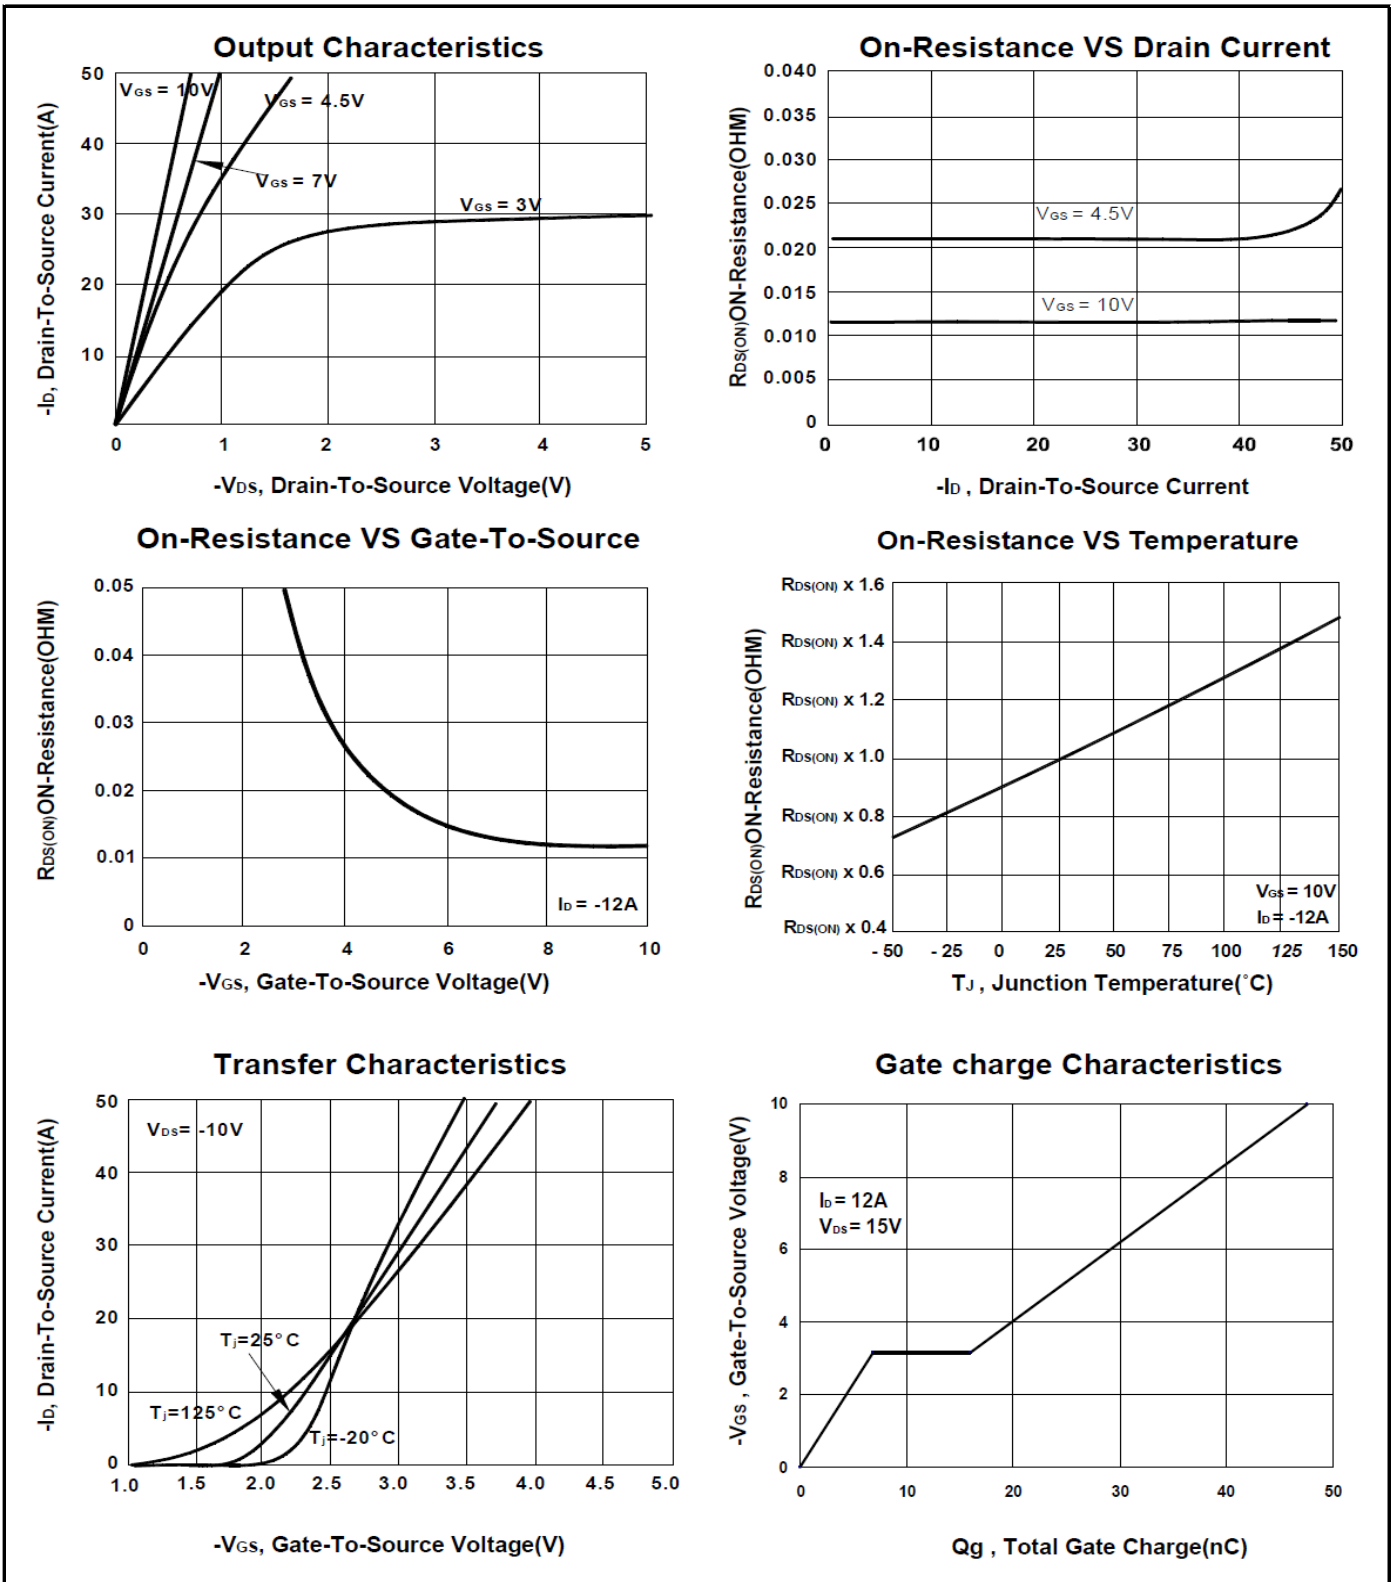 Output Characteristics
50
40
30
20
10
0 1 2 3 4 5
VGS = 10V
VGS = 4.5V
VGS = 7V
VGS = 3V
-ID, Drain-To-Source Current(A)
-VDS, Drain-To-Source Voltage(V)
On-Resistance VS Drain Current
0.040
0.035
0.030
0.025
0.020
0.015
0.010
0.005
0
0 10 20 30 40 50
VGS = 4.5V
VGS = 10V
RDS(ON)ON-Resistance(OHM)
-ID , Drain-To-Source Current
On-Resistance VS Gate-To-Source
0.05
0.04
0.03
0.02
0.01
0
0 2 4 6 8 10
ID = -12A
RDS(ON)ON-Resistance(OHM)
-VGS, Gate-To-Source Voltage(V)
On-Resistance VS Temperature
RDS(ON) x 1.6
RDS(ON) x 1.4
RDS(ON) x 1.2
RDS(ON) x 1.0
RDS(ON) x 0.8
RDS(ON) x 0.6
RDS(ON) x 0.4
- 50 - 25 0 25 50 75 100 125 150
VGS = 10V
ID = -12A
RDS(ON)ON-Resistance(OHM)
TJ , Junction Temperature(°C)
Transfer Characteristics
50
40
30
20
10
0
1.0 1.5 2.0 2.5 3.0 3.5 4.0 4.5 5.0
VDS= -10V
Tj=25°C
Tj=125°C
Tj=-20°C
-ID, Drain-To-Source Current(A)
-VGS, Gate-To-Source Voltage(V)
Gate charge Characteristics
10
8
6
4
2
0
0 10 20 30 40 50
ID = 12A
VDS = 15V
-VGS , Gate-To-Source Voltage(V)
Qg , Total Gate Charge(nC)